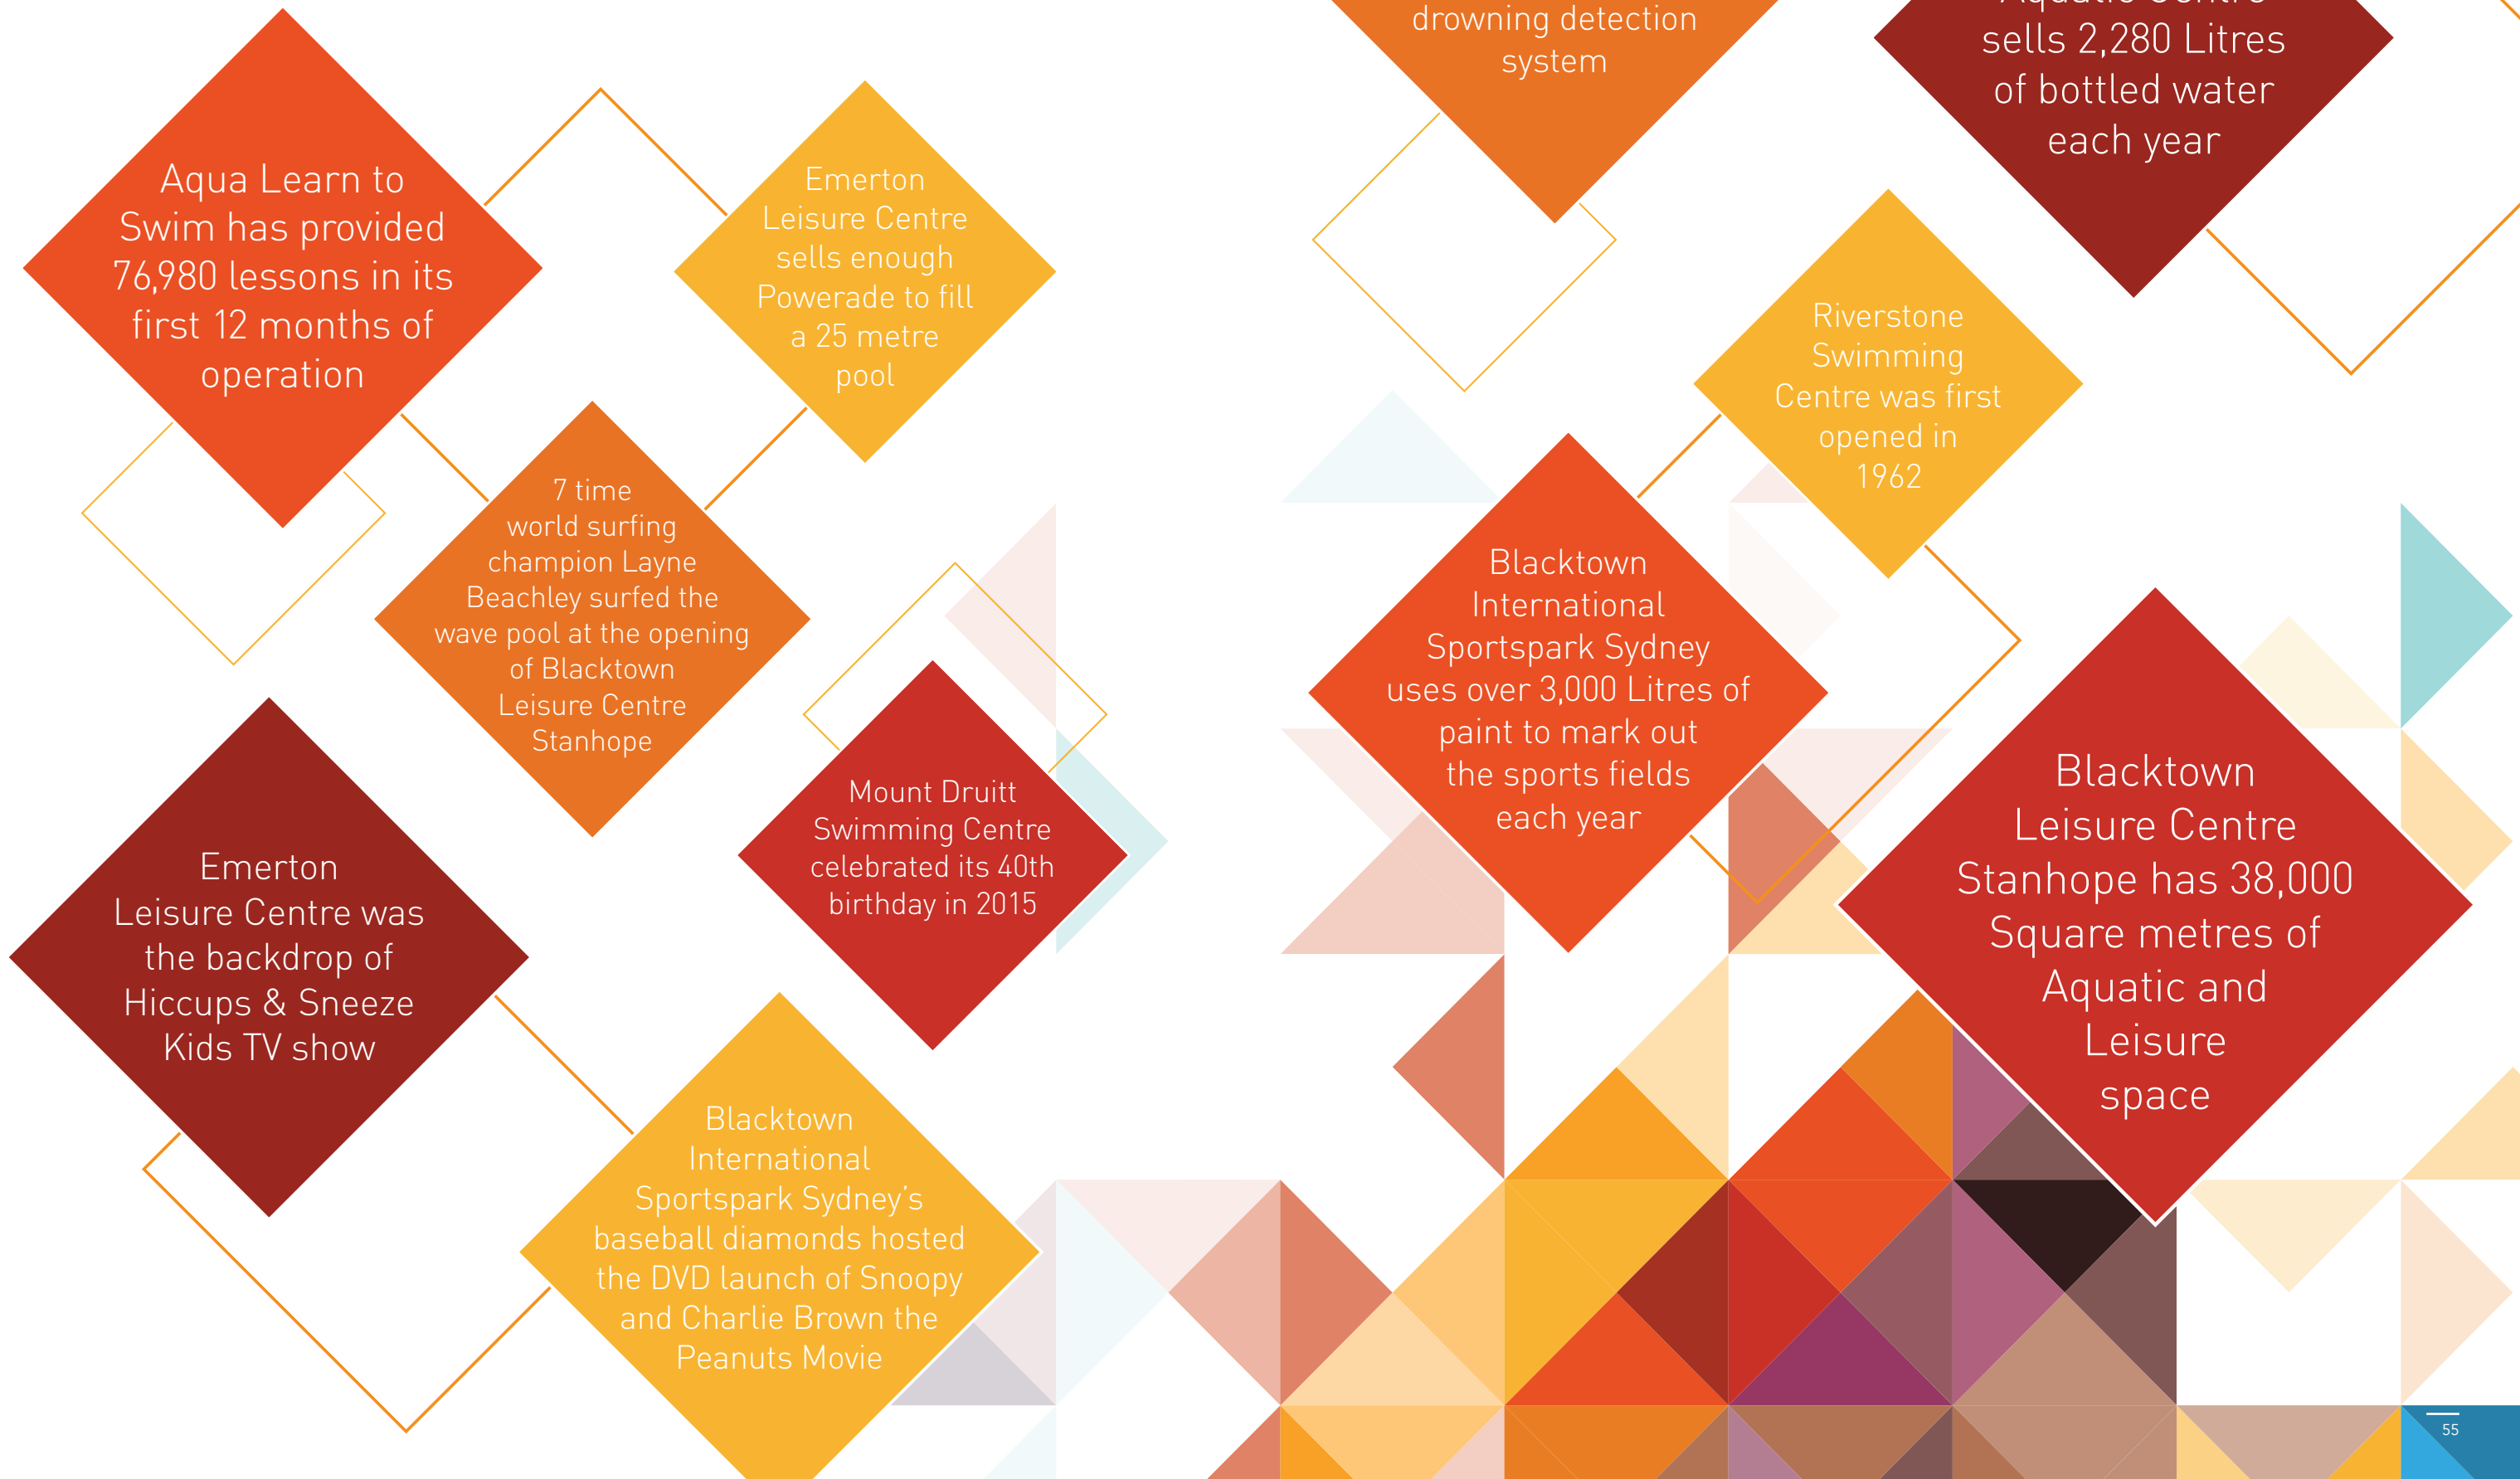 Aqua Learn to
Swim has provided
76,980 lessons in its
first 12 months of
operation
Emerton
Leisure Centre
sells enough
Powerade to fill
a 25 metre
pool
7 time
world surfing
champion Layne
Beachley surfed the
wave pool at the opening
of Blacktown
Leisure Centre
Stanhope
Mount Druitt
Swimming Centre
celebrated its 40th
birthday in 2015
Emerton
Leisure Centre was
the backdrop of
Hiccups & Sneeze
Kids TV show
Blacktown
International
Sportspark Sydney’s
baseball diamonds hosted
the DVD launch of Snoopy
and Charlie Brown the
Peanuts Movie
drowning detection
system
Aquatic Centre
sells 2,280 Litres
of bottled water
each year
Riverstone
Swimming
Centre was first
opened in
1962
Blacktown
International
Sportspark Sydney
uses over 3,000 Litres of
paint to mark out
the sports fields
each year
Blacktown
Leisure Centre
Stanhope has 38,000
Square metres of
Aquatic and
Leisure
space
55